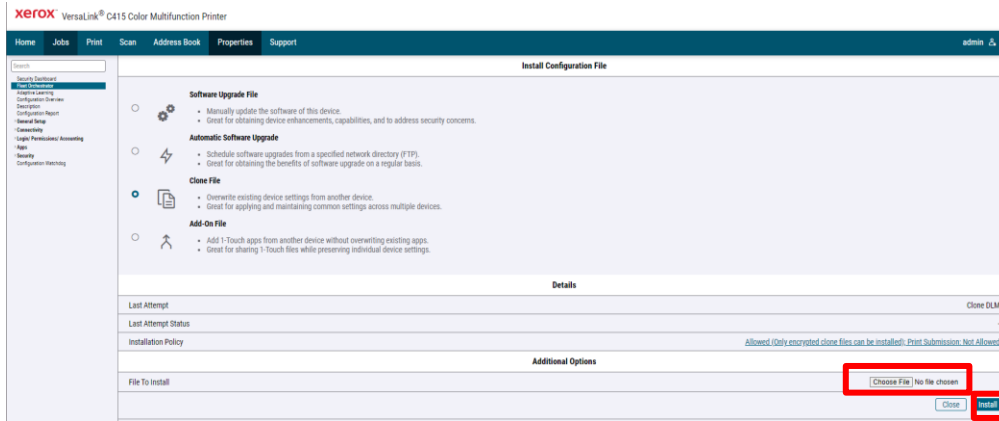 xerox™ VersaLink® C415 Color Multifunction Printer
Home Jobs Print Scan Address Book Properties Support admin
Search
Security Dashboard
Fleet Orchestrator
Adaptive Learning
Configuration Overview
Description
Configuration Report
General Setup
Connectivity
Login/ Permissions/ Accounting
Apps
Security
Configuration Watchdog
Install Configuration File
Software Upgrade File
• Manually update the software of this device.
• Great for obtaining device enhancements, capabilities, and to address security concerns.
Automatic Software Upgrade
• Schedule software upgrades from a specified network directory (FTP).
• Great for obtaining the benefits of software upgrade on a regular basis.
Clone File
• Overwrite existing device settings from another device.
• Great for applying and maintaining common settings across multiple devices.
Add-On File
• Add 1-Touch apps from another device without overwriting existing apps.
• Great for sharing 1-Touch files while preserving individual device settings.
Details
Last Attempt Clone DLM
Last Attempt Status
Installation Policy Allowed (Only encrypted clone files can be installed); Print Submission: Not Allowed
Additional Options
File To Install Choose File No file chosen
Close Install